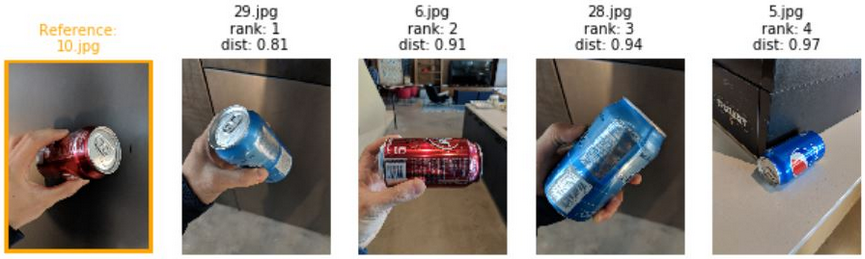 Reference:
10.jpg
29.jpg
rank: 1
dist: 0.81
6.jpg
rank: 2
dist: 0.91
28.jpg
rank: 3
dist: 0.94
5.jpg
rank: 4
dist: 0.97